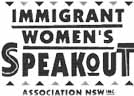 IMMIGRANT
WOMEN'S
SPEAKOUT
ASSOCIATION NSW INC